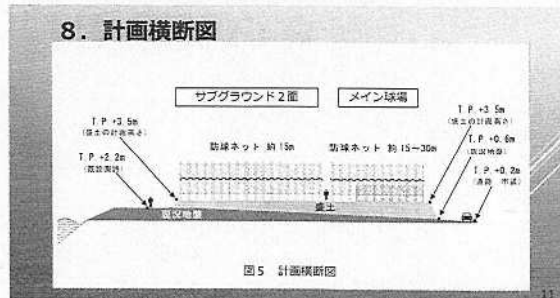 8．計画横断図
サブグラウンド2面
メイン球場
T.P.+3.5m
(盛土の計画高さ)
T.P.+3.5m
(盛土の計画高さ)
防球ネット 約15m
防球ネット 約15～30m
T.P.+2.2m
T.P.+0.6m
(現況地盤)
T.P.+0.2m
(道路 市道)
現況地盤
盛土
図5 計画横断図
11